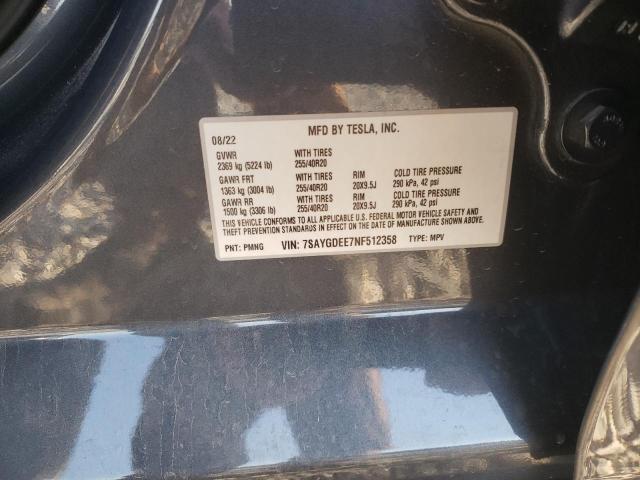 MFD BY TESLA, INC.
08/22
GVWR WITH TIRES
2369 kg (5224 lb) 255/40R20
GAWR FRT WITH TIRES RIM COLD TIRE PRESSURE
1363 kg (3004 lb) 255/40R20 20X9.5J 290 kPa, 42 psi
GAWR RR WITH TIRES RIM COLD TIRE PRESSURE
1500 kg (3306 lb) 255/40R20 20X9.5J 290 kPa, 42 psi
THIS VEHICLE CONFORMS TO ALL APPLICABLE U.S. FEDERAL MOTOR VEHICLE SAFETY AND
THEFT PREVENTION STANDARDS IN EFFECT ON THE DATE OF MANUFACTURE SHOWN ABOVE.
PNT: PMNG VIN: 7SAYGDEE7NF512358 TYPE: MPV